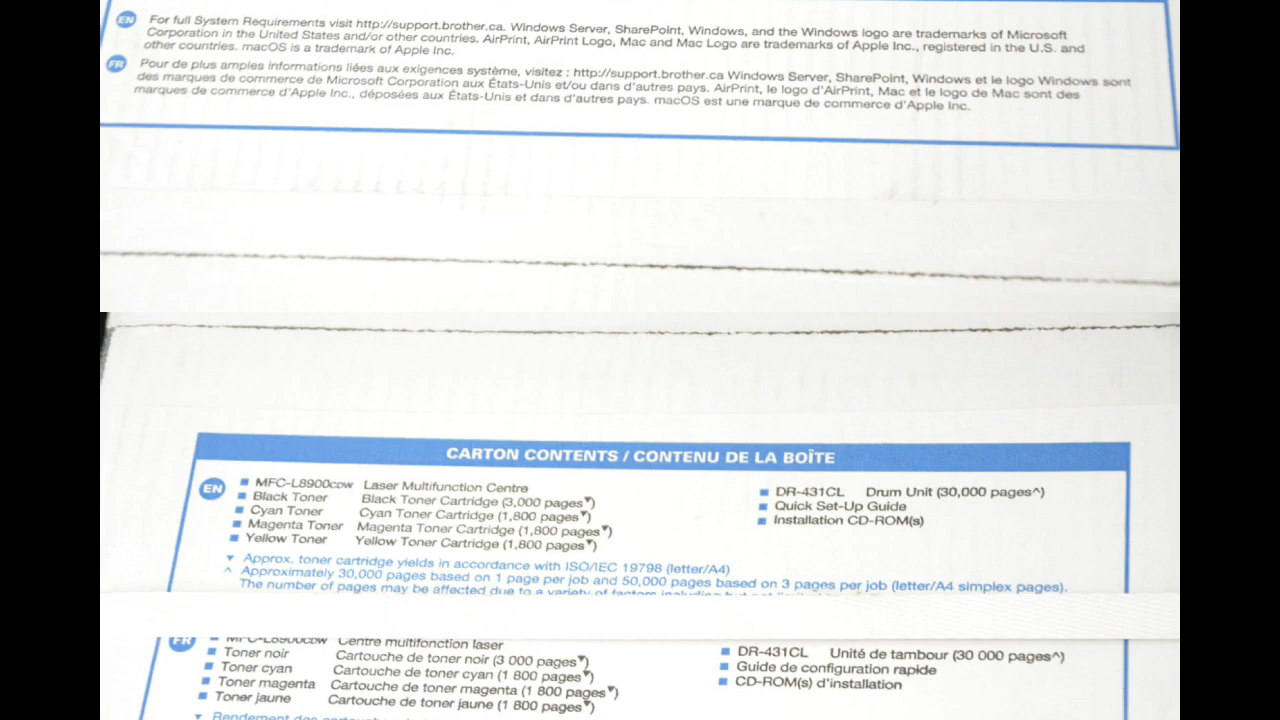 EN For full System Requirements visit http://support.brother.ca. Windows Server, SharePoint, Windows, and the Windows logo are trademarks of Microsoft
Corporation in the United States and/or other countries. AirPrint, AirPrint Logo, Mac and Mac Logo are trademarks of Apple Inc., registered in the U.S. and
other countries. macOS is a trademark of Apple Inc.
FR Pour de plus amples informations liées aux exigences système, visitez : http://support.brother.ca Windows Server, SharePoint, Windows et le logo Windows sont
des marques de commerce de Microsoft Corporation aux États-Unis et/ou dans d'autres pays. AirPrint, le logo d'AirPrint, Mac et le logo de Mac sont des
marques de commerce d'Apple Inc., déposées aux États-Unis et dans d'autres pays. macOS est une marque de commerce d'Apple Inc.
CARTON CONTENTS / CONTENU DE LA BOÎTE
EN ■ MFC-L8900CDW Laser Multifunction Centre
■ Black Toner Black Toner Cartridge (3,000 pages▼)
■ Cyan Toner Cyan Toner Cartridge (1,800 pages▼)
■ Magenta Toner Magenta Toner Cartridge (1,800 pages▼)
■ Yellow Toner Yellow Toner Cartridge (1,800 pages▼)
■ DR-431CL Drum Unit (30,000 pages^)
■ Quick Set-Up Guide
■ Installation CD-ROM(s)
▼ Approx. toner cartridge yields in accordance with ISO/IEC 19798 (letter/A4)
^ Approximately 30,000 pages based on 1 page per job and 50,000 pages based on 3 pages per job (letter/A4 simplex pages).
The number of pages may be affected due to a variety of factors including but not
FR ■ MFC-L8900CDW Centre multifonction laser
■ Toner noir Cartouche de toner noir (3 000 pages▼)
■ Toner cyan Cartouche de toner cyan (1 800 pages▼)
■ Toner magenta Cartouche de toner magenta (1 800 pages▼)
■ Toner jaune Cartouche de toner jaune (1 800 pages▼)
■ DR-431CL Unité de tambour (30 000 pages^)
■ Guide de configuration rapide
■ CD-ROM(s) d'installation
▼ Rendement des